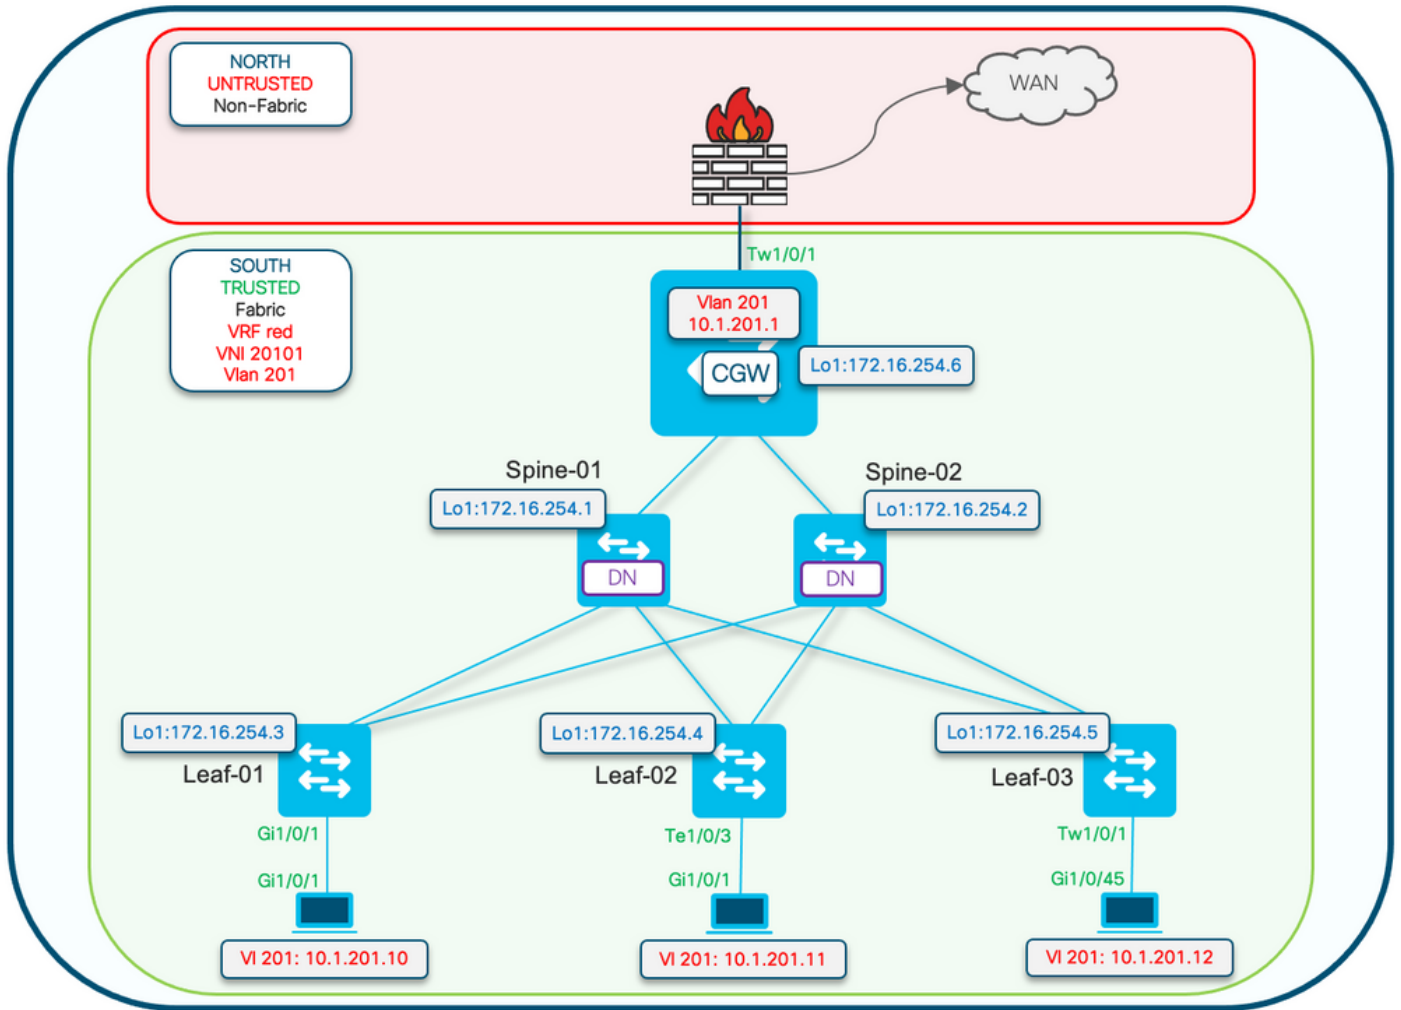 NORTH
UNTRUSTED
Non-Fabric
WAN
SOUTH
TRUSTED
Fabric
VRF red
VNI 20101
Vlan 201
Tw1/0/1
Vlan 201
10.1.201.1
CGW
Lo1:172.16.254.6
Spine-01
Lo1:172.16.254.1
DN
Spine-02
Lo1:172.16.254.2
DN
Lo1:172.16.254.3
Leaf-01
Gi1/0/1
Gi1/0/1
Vl 201: 10.1.201.10
Lo1:172.16.254.4
Leaf-02
Te1/0/3
Gi1/0/1
Vl 201: 10.1.201.11
Lo1:172.16.254.5
Leaf-03
Tw1/0/1
Gi1/0/45
Vl 201: 10.1.201.12